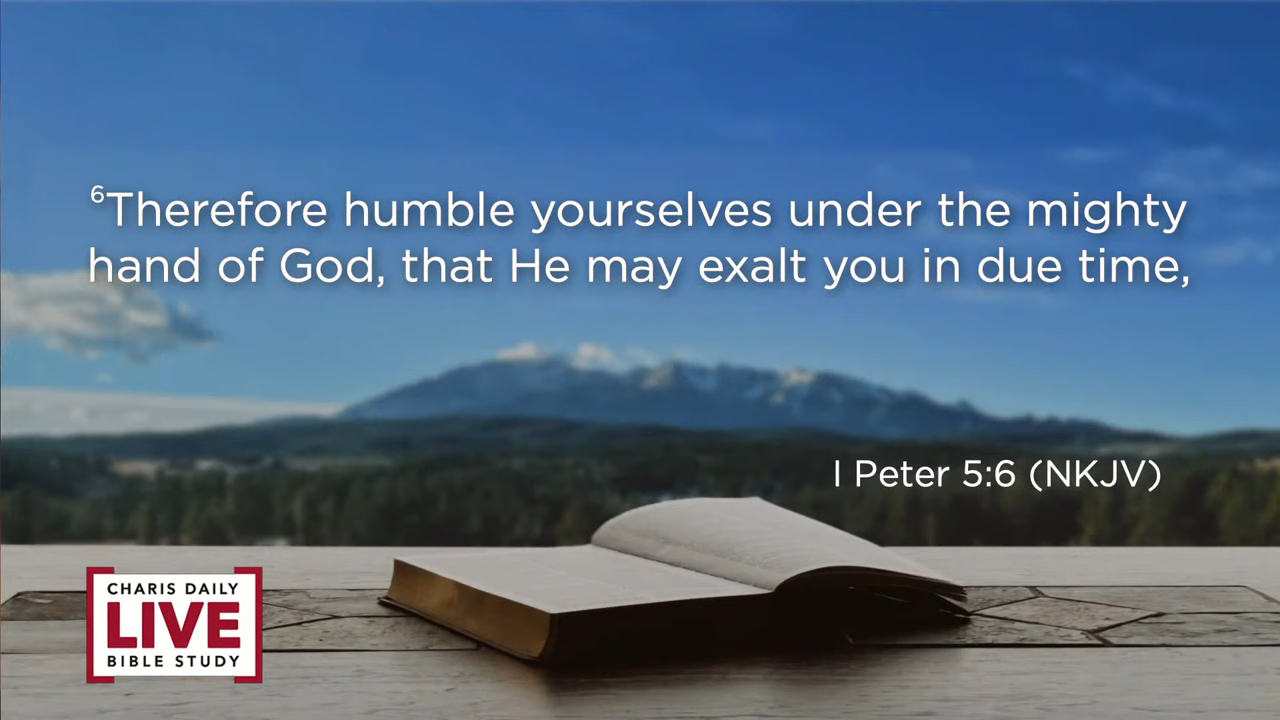 ⁶Therefore humble yourselves under the mighty
hand of God, that He may exalt you in due time,
I Peter 5:6 (NKJV)
CHARIS DAILY
LIVE
BIBLE STUDY